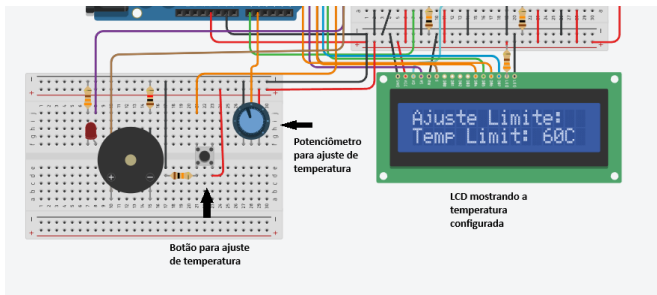 Ajuste Limite:
Temp Limit: 60C
Potenciômetro
para ajuste de
temperatura
LCD mostrando a
temperatura
configurada
Botão para ajuste
de temperatura